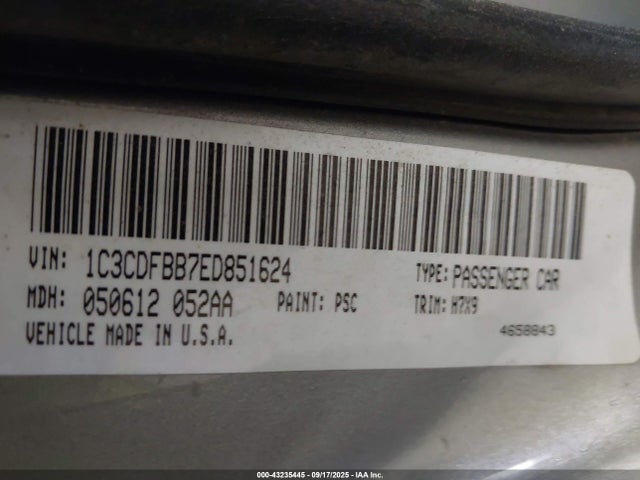 VIN: 1C3CDFBB7ED851624 TYPE: PASSENGER CAR
MDH: 050612 052AA PAINT: PSC TRIM: H7X9
VEHICLE MADE IN U.S.A. 4658843
000-43235445 - 09/17/2025 - IAA Inc.